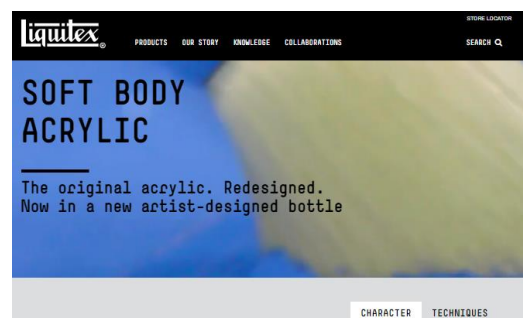 STORE LOCATOR
Liquitex®
PRODUCTS OUR STORY KNOWLEDGE COLLABORATIONS SEARCH
SOFT BODY
ACRYLIC
The original acrylic. Redesigned.
Now in a new artist-designed bottle
CHARACTER TECHNIQUES